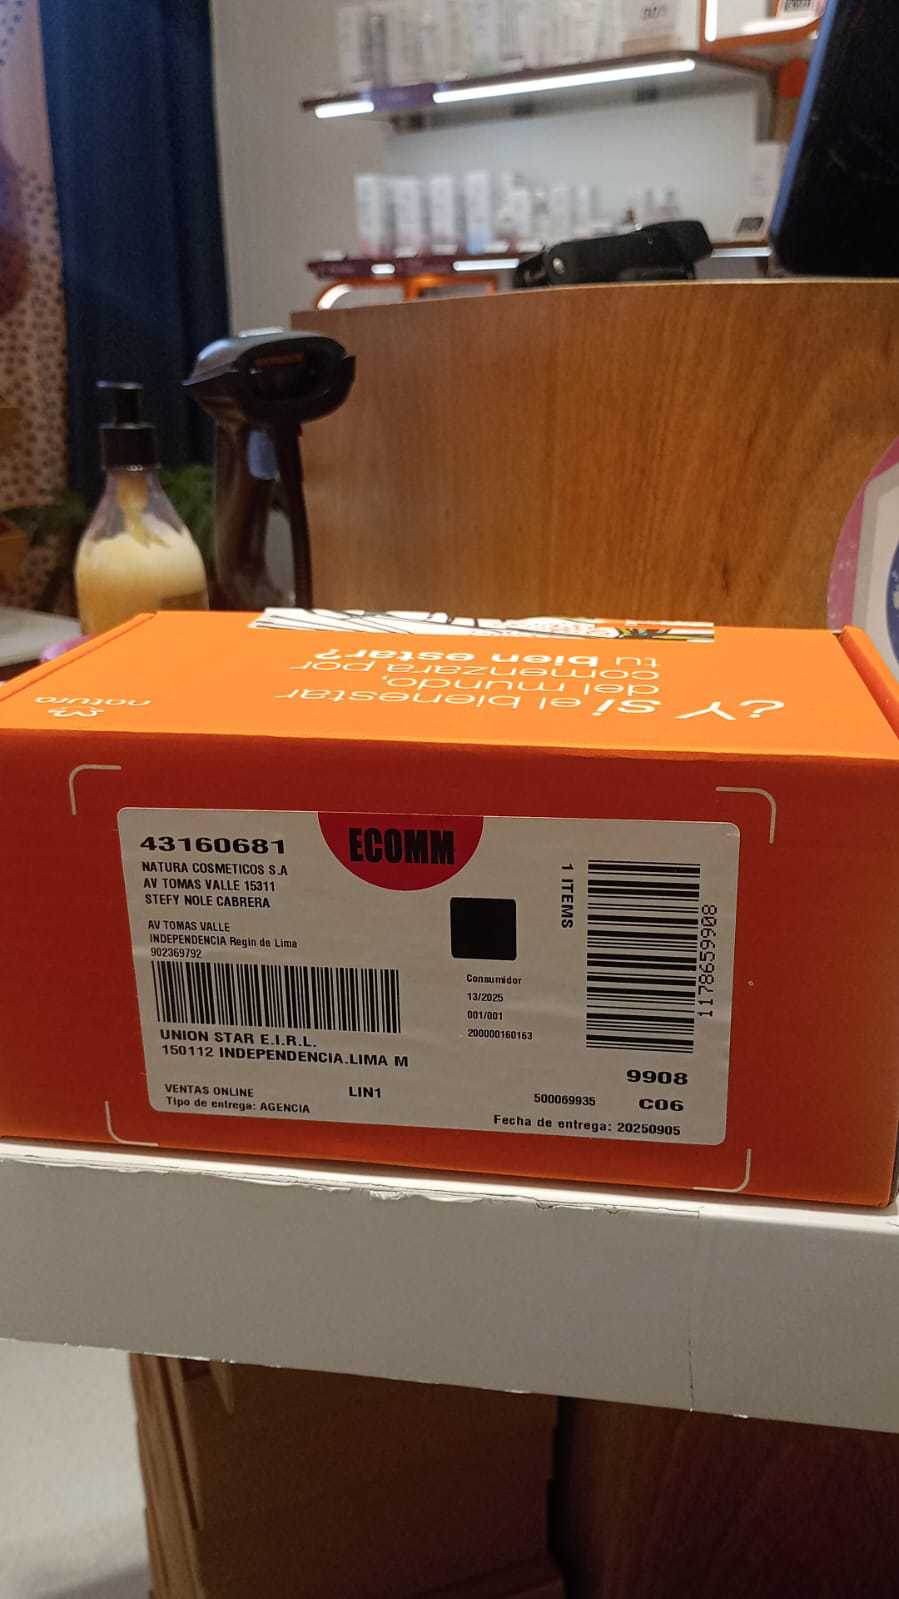 ¿Y sí el bienestar
del mundo,
comenzara por
tu bien estar?
natura
43160681
ECOMM
NATURA COSMETICOS S.A
AV TOMAS VALLE 15311
STEFY NOLE CABRERA
AV TOMAS VALLE
INDEPENDENCIA Regin de Lima
902369792
UNION STAR E.I.R.L.
150112 INDEPENDENCIA.LIMA M
VENTAS ONLINE
LIN1
Tipo de entrega: AGENCIA
Consumidor
13/2025
001/001
200000160163
1 ITEMS
1178659908
9908
500069935
C06
Fecha de entrega: 20250905